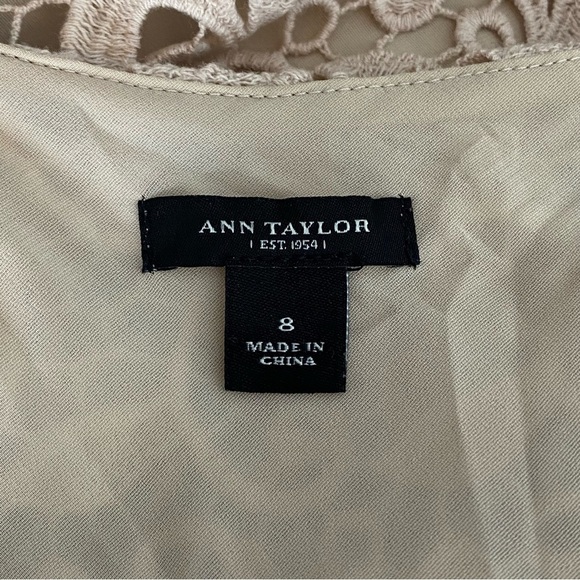 ANN TAYLOR
| EST. 1954 |
8
MADE IN
CHINA